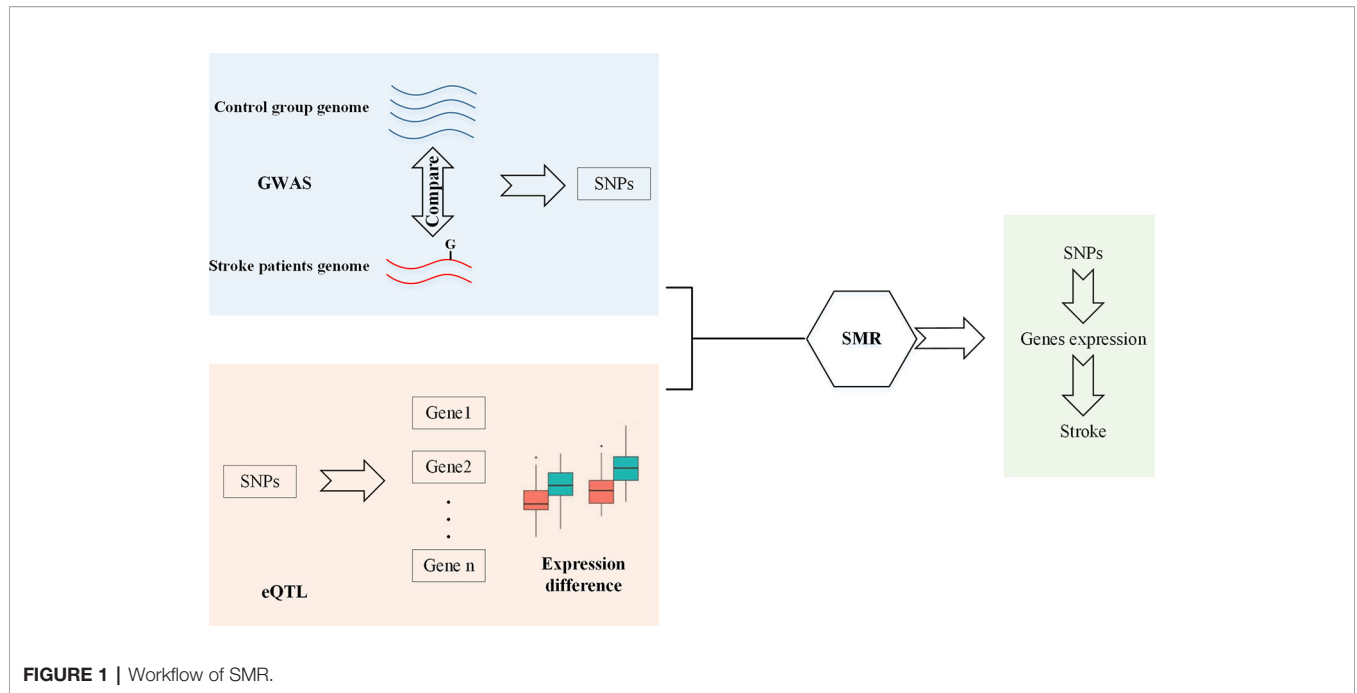 Control group genome
GWAS
Compare
SNPs
G
Stroke patients genome
SNPs
Gene1
Gene2
Gene n
eQTL
Expression
difference
SMR
SNPs
Genes expression
Stroke
FIGURE 1 | Workflow of SMR.